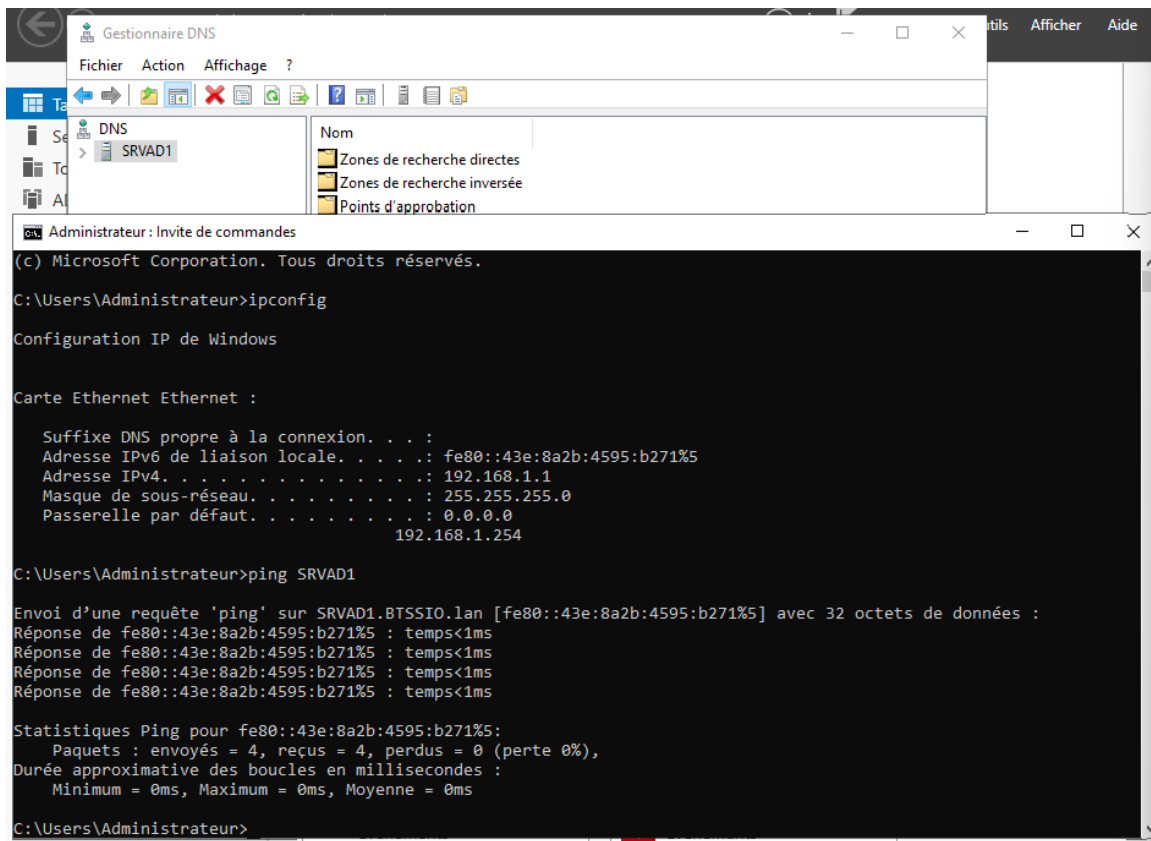 Gestionnaire DNS
utils Afficher Aide
Fichier Action Affichage ?
DNS
SRVAD1
Nom
Zones de recherche directes
Zones de recherche inversée
Points d'approbation
Administrateur : Invite de commandes
(c) Microsoft Corporation. Tous droits réservés.
C:\Users\Administrateur>ipconfig
Configuration IP de Windows
Carte Ethernet Ethernet :
Suffixe DNS propre à la connexion. . . :
Adresse IPv6 de liaison locale. . . . .: fe80::43e:8a2b:4595:b271%5
Adresse IPv4. . . . . . . . . . . . . .: 192.168.1.1
Masque de sous-réseau. . . . . . . . . : 255.255.255.0
Passerelle par défaut. . . . . . . . . : 0.0.0.0
192.168.1.254
C:\Users\Administrateur>ping SRVAD1
Envoi d’une requête 'ping' sur SRVAD1.BTSSIO.lan [fe80::43e:8a2b:4595:b271%5] avec 32 octets de données :
Réponse de fe80::43e:8a2b:4595:b271%5 : temps<1ms
Réponse de fe80::43e:8a2b:4595:b271%5 : temps<1ms
Réponse de fe80::43e:8a2b:4595:b271%5 : temps<1ms
Réponse de fe80::43e:8a2b:4595:b271%5 : temps<1ms
Statistiques Ping pour fe80::43e:8a2b:4595:b271%5:
Paquets : envoyés = 4, reçus = 4, perdus = 0 (perte 0%),
Durée approximative des boucles en millisecondes :
Minimum = 0ms, Maximum = 0ms, Moyenne = 0ms
C:\Users\Administrateur>